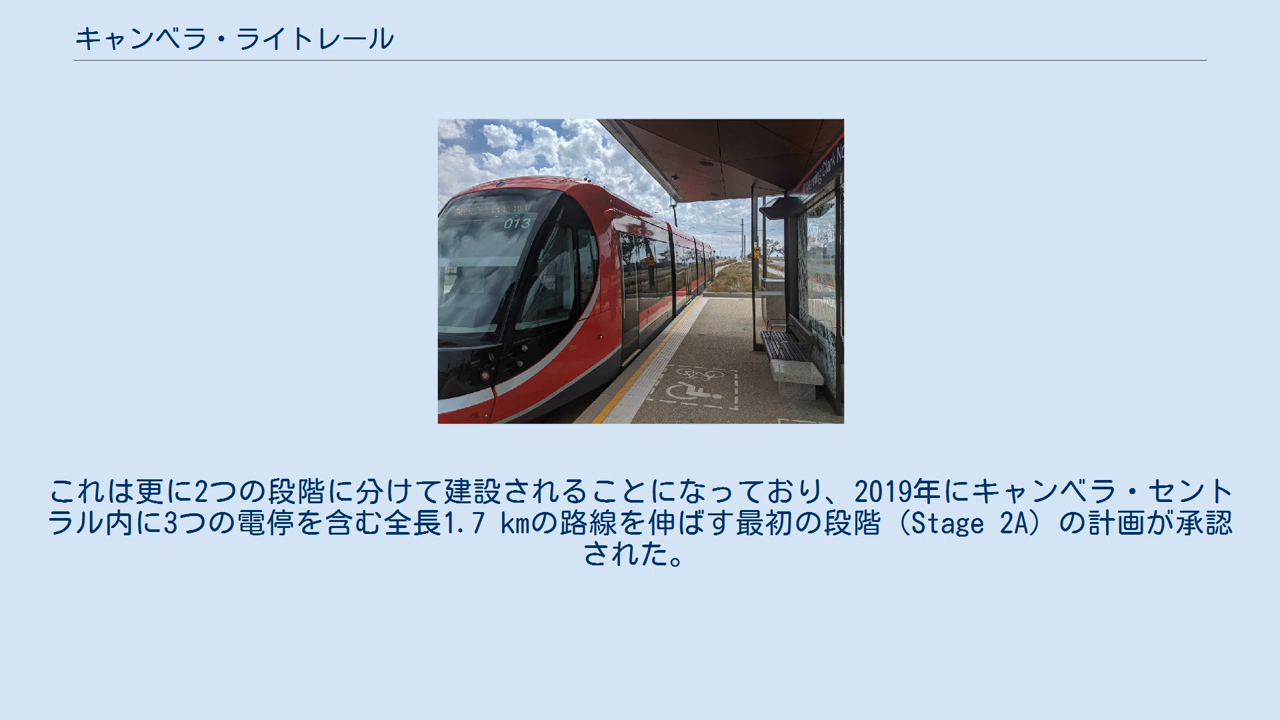 キャンベラ・ライトレール
013
これは更に2つの段階に分けて建設されることになっており、2019年にキャンベラ・セント
ラル内に3つの電停を含む全長1.7 kmの路線を伸ばす最初の段階（Stage 2A）の計画が承認
された。